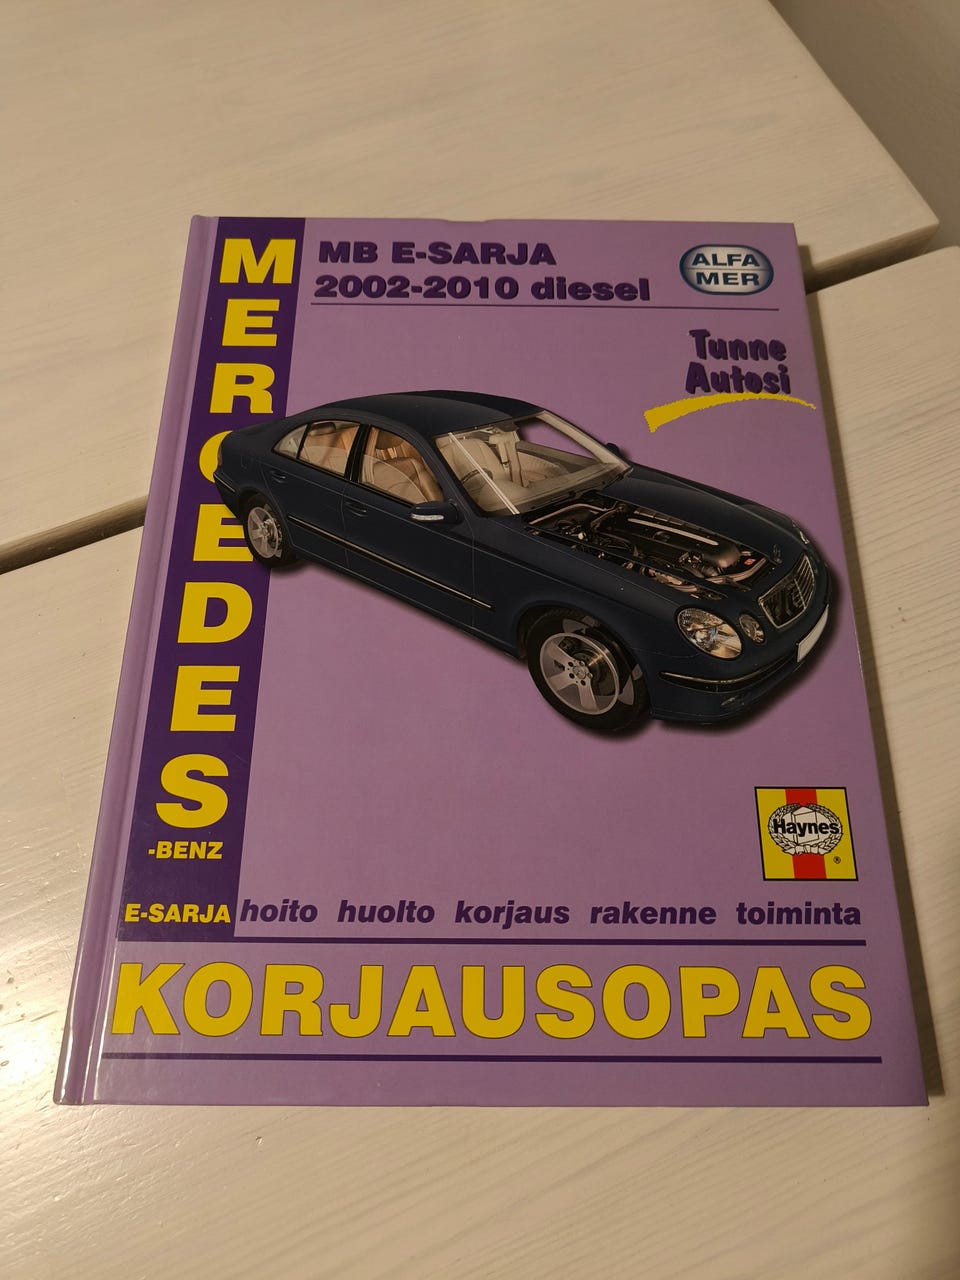 MERCEDES
-BENZ
E-SARJA
MB E-SARJA
2002-2010 diesel
ALFA
MER
Tunne
Autosi
Haynes
®
hoito huolto korjaus rakenne toiminta
KORJAUSOPAS